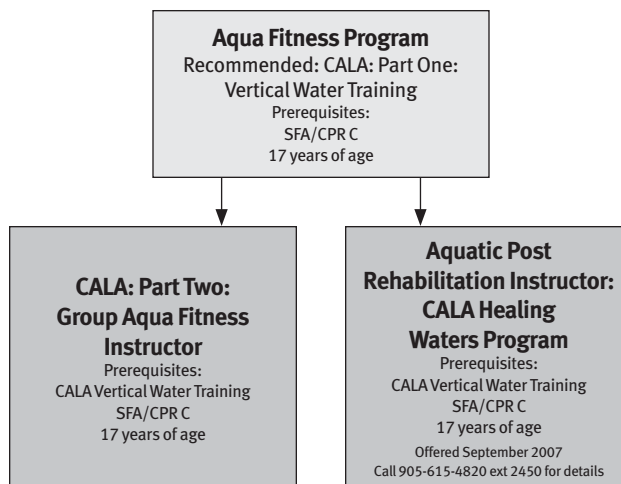 Aqua Fitness Program
Recommended: CALA: Part One:
Vertical Water Training
Prerequisites:
SFA/CPR C
17 years of age
CALA: Part Two:
Group Aqua Fitness
Instructor
Prerequisites:
CALA Vertical Water Training
SFA/CPR C
17 years of age
Aquatic Post
Rehabilitation Instructor:
CALA Healing
Waters Program
Prerequisites:
CALA Vertical Water Training
SFA/CPR C
17 years of age
Offered September 2007
Call 905-615-4820 ext 2450 for details